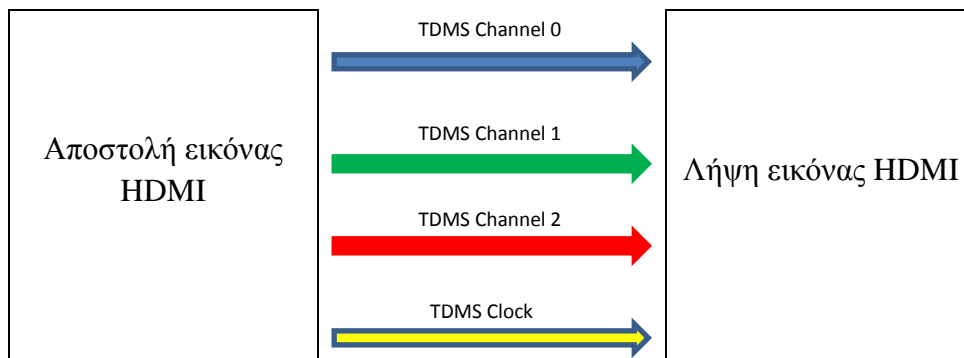 Αποστολή εικόνας
HDMI
TDMS Channel 0
TDMS Channel 1
TDMS Channel 2
TDMS Clock
Λήψη εικόνας HDMI